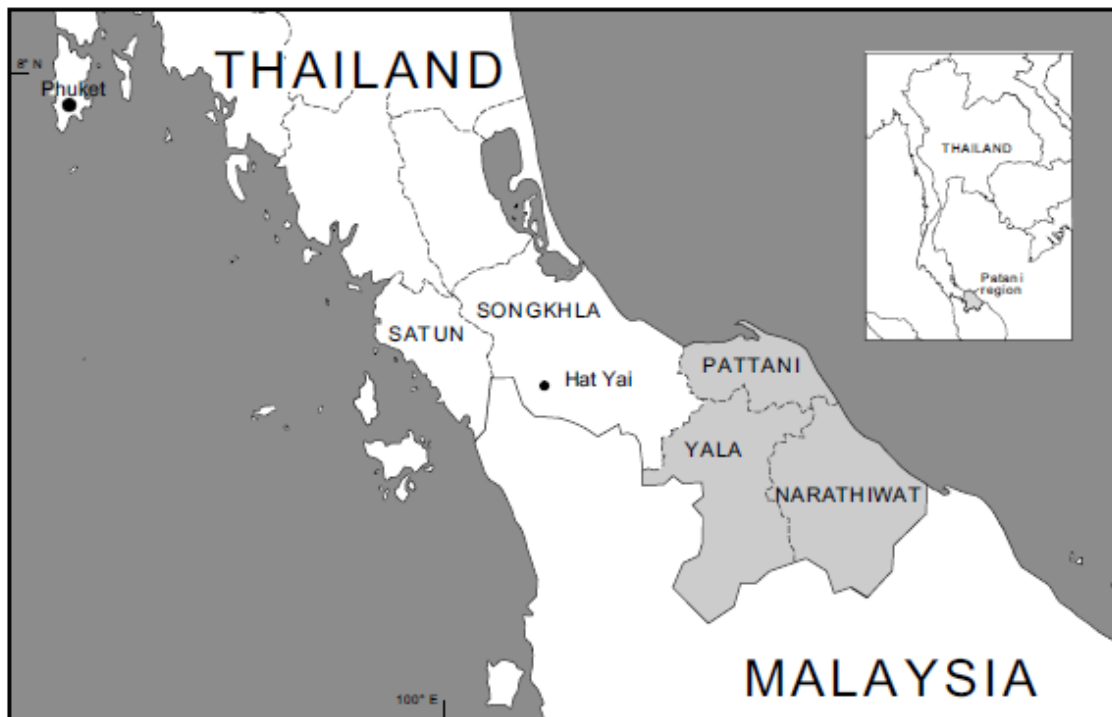 8° N
THAILAND
Phuket
THAILAND
Patani
region
SONGKHLA
SATUN
PATTANI
Hat Yai
YALA
NARATHIWAT
MALAYSIA
100° E